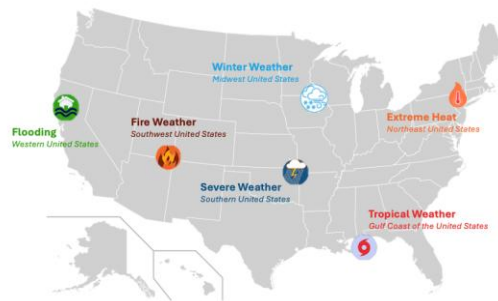 Winter Weather
Midwest United States
Extreme Heat
Northeast United States
Fire Weather
Southwest United States
Flooding
Western United States
Severe Weather
Southern United States
Tropical Weather
Gulf Coast of the United States